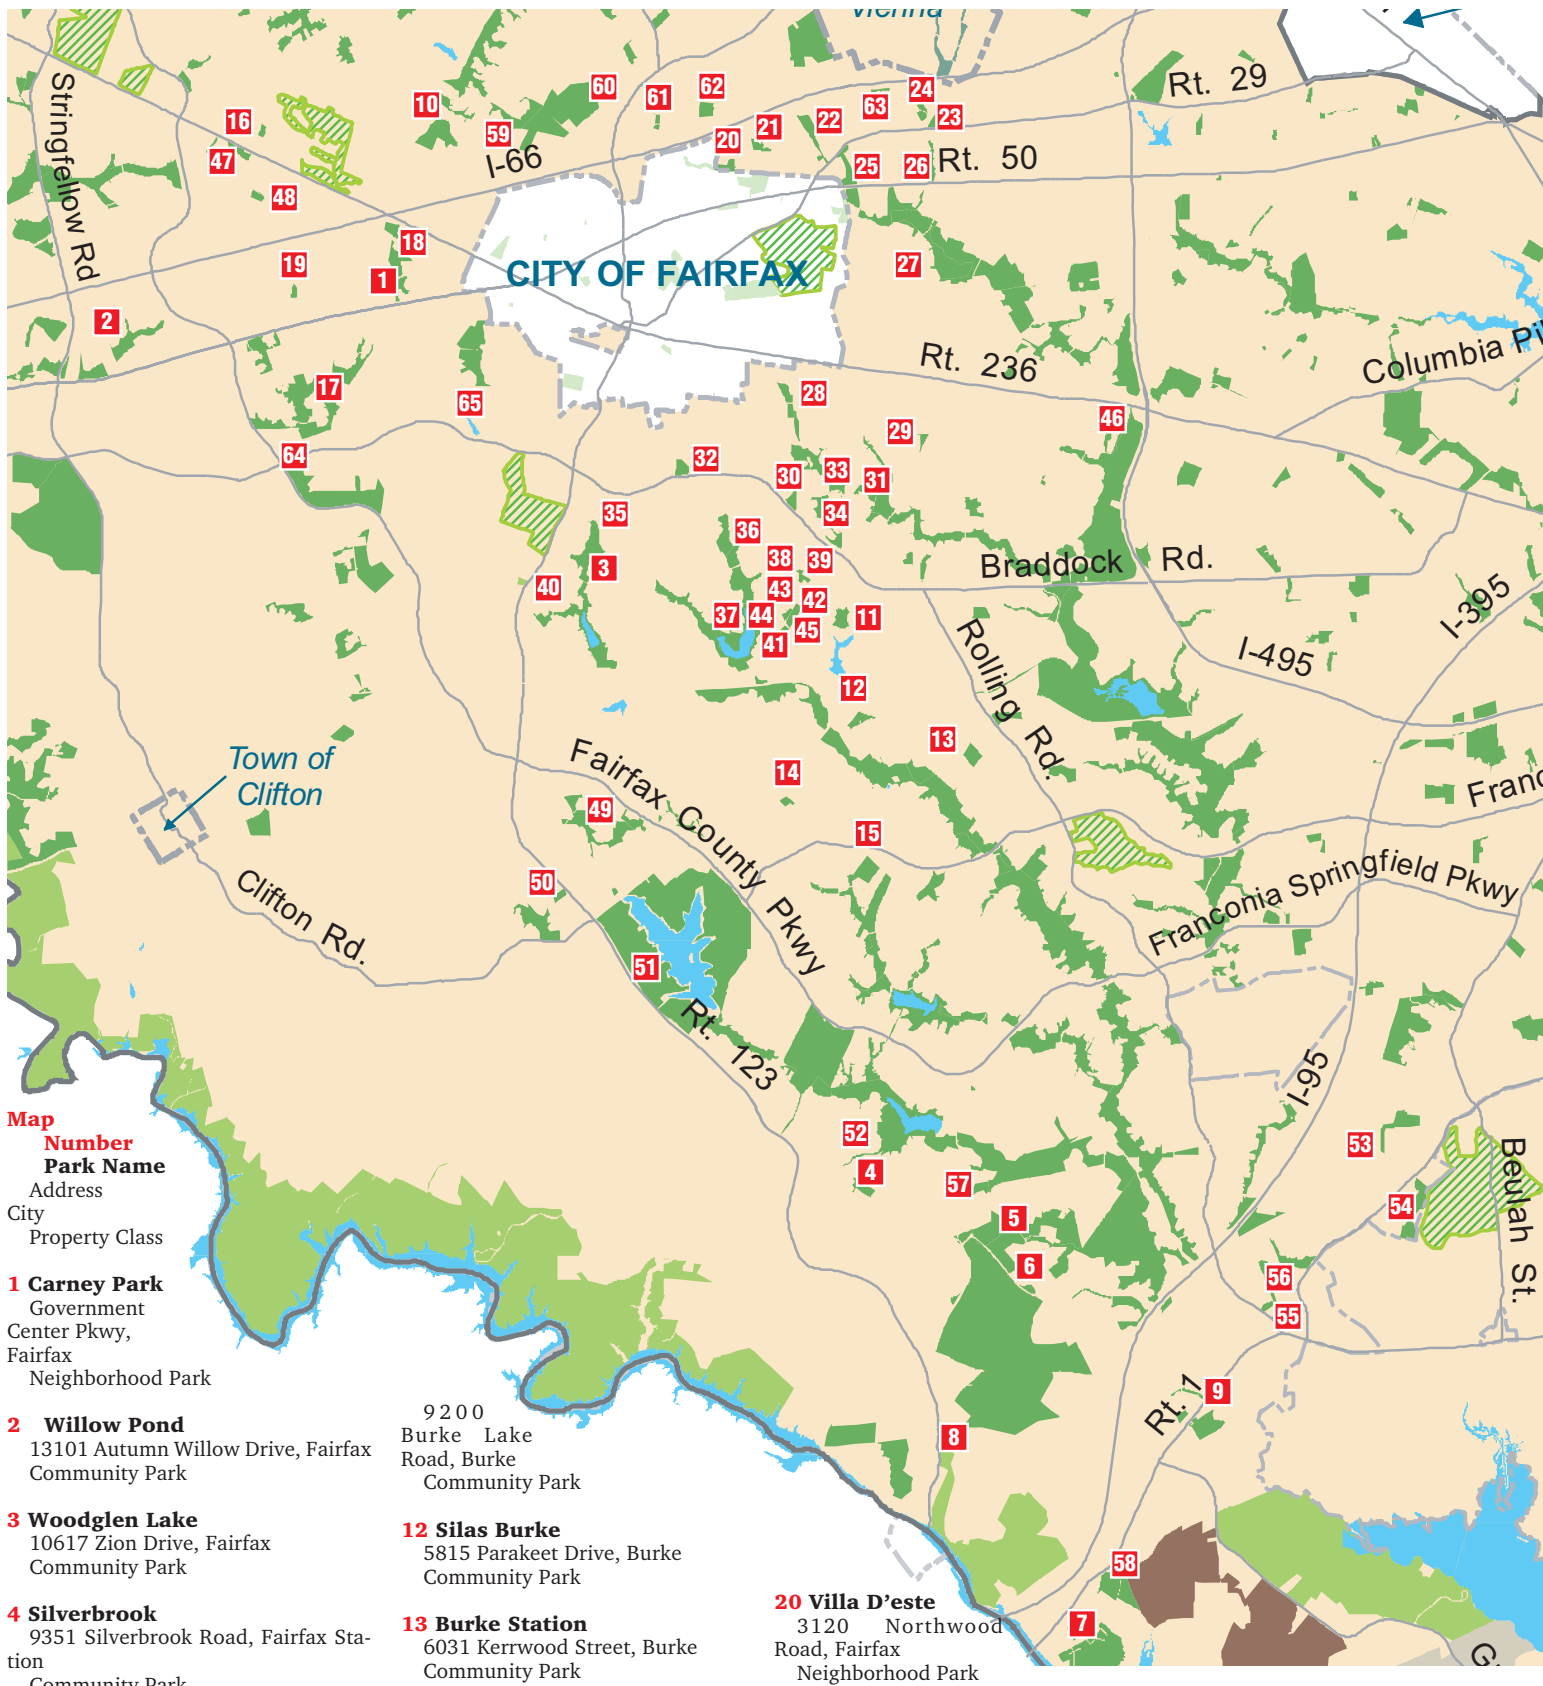 Vienna
Rt. 29
24
60
62
61
10
63
16
22
23
21
59
20
I-66
47
25
26
Rt. 50
Stringfellow Rd
48
18
19
27
CITY OF FAIRFAX
1
2
Columbia Pi
Rt. 236
17
28
65
46
29
64
32
33
30
31
35
34
36
38
39
Braddock Rd.
3
40
43
42
I-395
37
44
11
45
41
Rolling Rd.
I-495
12
13
Town of
Clifton
14
Fairfax County Pkwy
Franc
49
15
50
Franconia Springfield Pkwy
Clifton Rd.
51
Rt. 123
I-95
52
53
4
57
Beulah St.
54
5
6
56
55
Rt. 1
9
8
58
7
G
Map
Number
Park Name
Address
City
Property Class
1 Carney Park
Government
Center Pkwy,
Fairfax
Neighborhood Park
2 Willow Pond
13101 Autumn Willow Drive, Fairfax
Community Park
3 Woodglen Lake
10617 Zion Drive, Fairfax
Community Park
4 Silverbrook
9351 Silverbrook Road, Fairfax Sta-
tion
Community Park
9200
Burke Lake
Road, Burke
Community Park
12 Silas Burke
5815 Parakeet Drive, Burke
Community Park
13 Burke Station
6031 Kerrwood Street, Burke
Community Park
20 Villa D'este
3120 Northwood
Road, Fairfax
Neighborhood Park